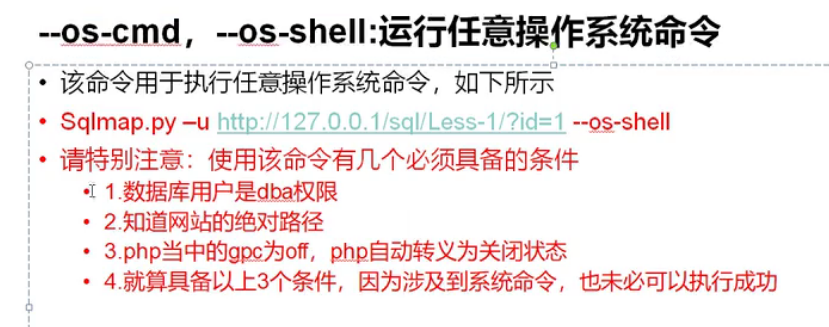 --os-cmd，--os-shell:运行任意操作系统命令
• 该命令用于执行任意操作系统命令，如下所示
• Sqlmap.py –u http://127.0.0.1/sql/Less-1/?id=1 --os-shell
• 请特别注意：使用该命令有几个必须具备的条件
• 1.数据库用户是dba权限
• 2.知道网站的绝对路径
• 3.php当中的gpc为off，php自动转义为关闭状态
• 4.就算具备以上3个条件，因为涉及到系统命令，也未必可以执行成功